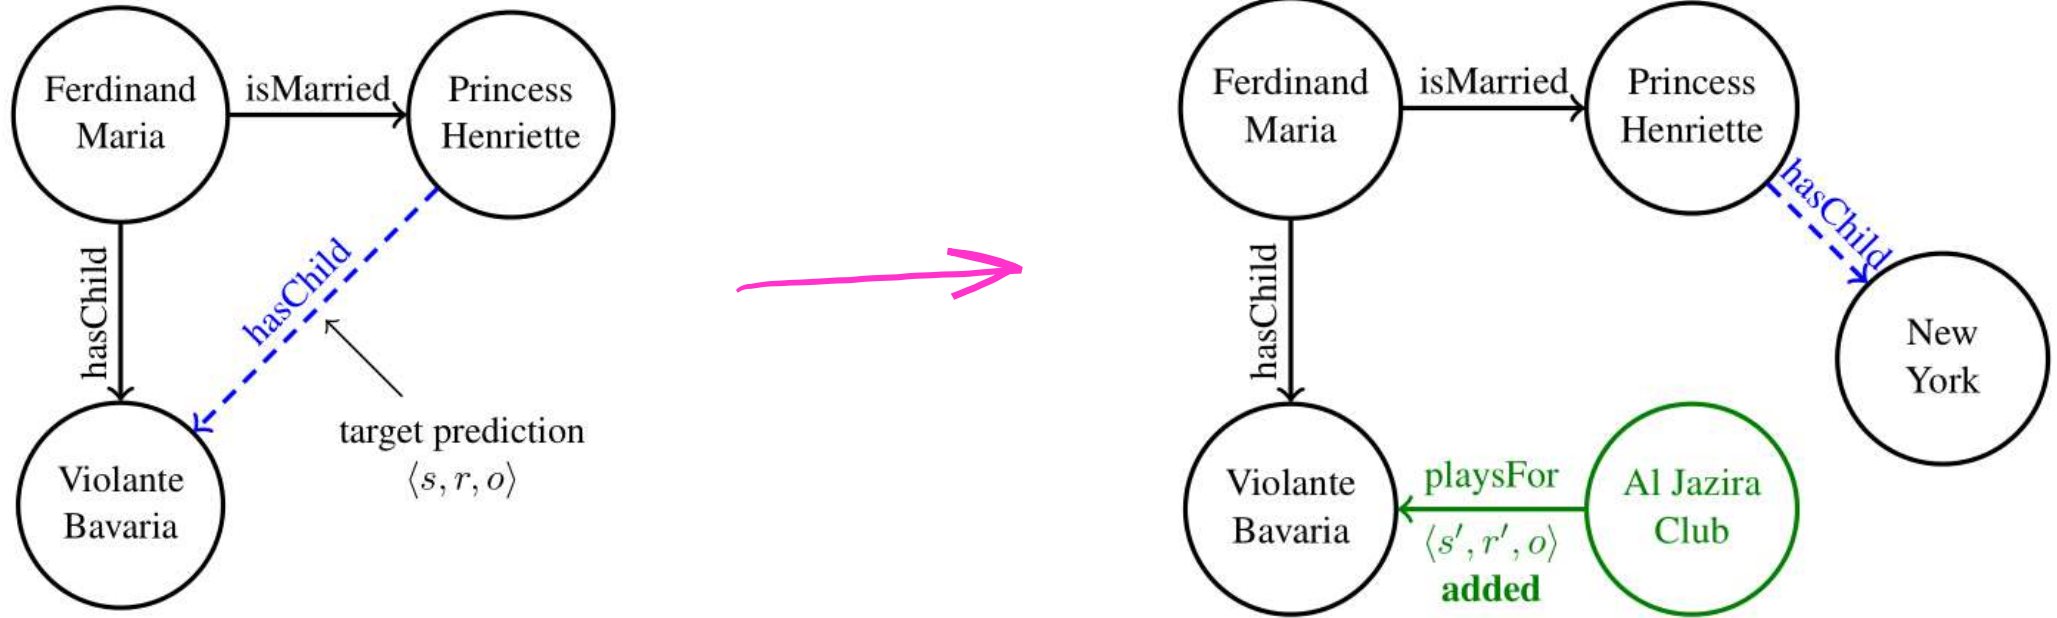 Ferdinand
Maria
isMarried
Princess
Henriette
hasChild
hasChild
target prediction
⟨s, r, o⟩
Violante
Bavaria
Ferdinand
Maria
isMarried
Princess
Henriette
hasChild
hasChild
New
York
Violante
Bavaria
playsFor
⟨s′, r′, o⟩
added
Al Jazira
Club